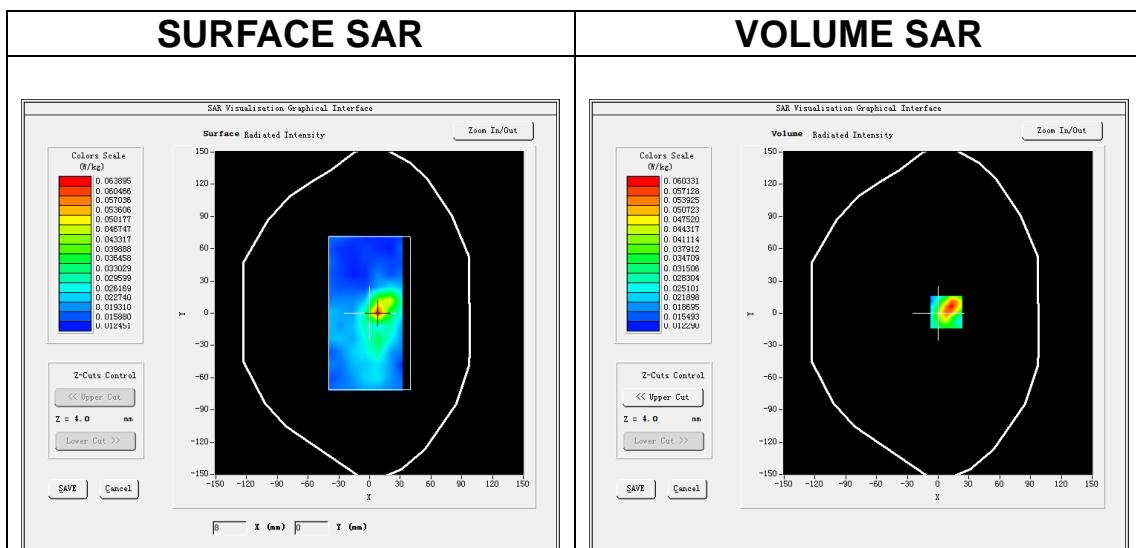 SURFACE SAR
VOLUME SAR
SAR Visualisation Graphical Interface
Surface Radiated Intensity
Zoom In/Out
Colors Scale
(W/kg)
0.063895
0.060466
0.057036
0.053606
0.050177
0.046747
0.043317
0.039888
0.036458
0.033029
0.029599
0.026169
0.022740
0.019310
0.015880
0.012451
Z-Cuts Control
<< Upper Cut
Z = 4.0 mm
Lower Cut >>
SAVE Cancel
150
120
90
60
30
0
-30
-60
-90
-120
-150
Y
-150 -120 -90 -60 -30 0 30 60 90 120 150
X
8 X (mm) 0 Y (mm)
SAR Visualisation Graphical Interface
Volume Radiated Intensity
Zoom In/Out
Colors Scale
(W/kg)
0.060331
0.057128
0.053925
0.050723
0.047520
0.044317
0.041114
0.037912
0.034709
0.031506
0.028304
0.025101
0.021898
0.018695
0.015493
0.012290
Z-Cuts Control
<< Upper Cut
Z = 4.0 mm
Lower Cut >>
SAVE Cancel
150
120
90
60
30
0
-30
-60
-90
-120
-150
Y
-150 -120 -90 -60 -30 0 30 60 90 120 150
X